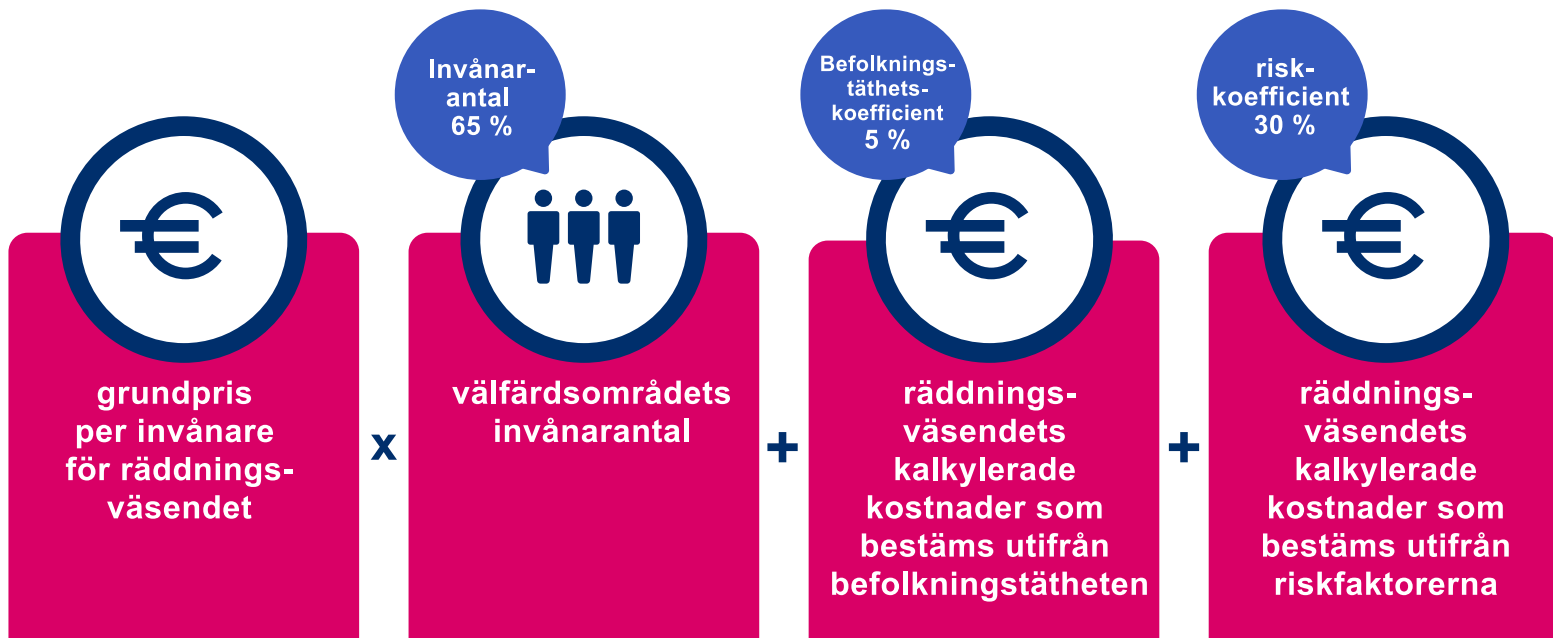 Invånar-
antal
65 %
Befolknings-
täthets-
koefficient
5 %
risk-
koefficient
30 %
€
€
€
grundpris
per invånare
för räddnings-
väsendet
x
välfärdsområdets
invånarantal
+
räddnings-
väsendets
kalkylerade
kostnader som
bestäms utifrån
befolkningstätheten
+
räddnings-
väsendets
kalkylerade
kostnader som
bestäms utifrån
riskfaktorerna